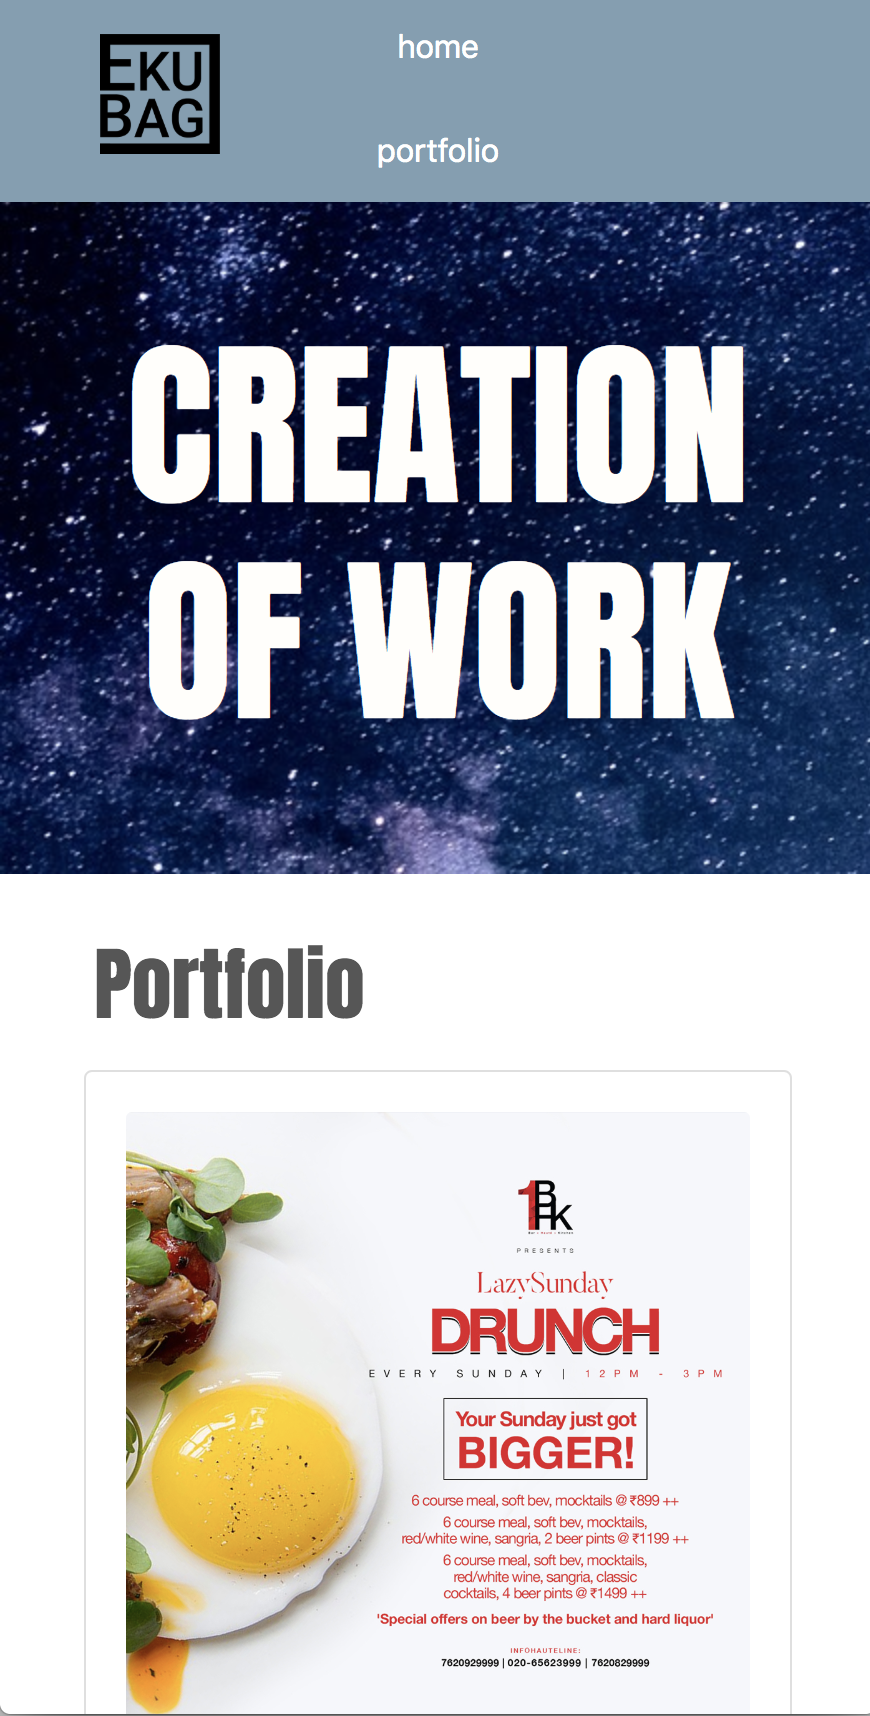 EKU
BAG
home
portfolio
CREATION
OF WORK
Portfolio
1BHK
Bar | Room | Kitchen
PRESENTS
LazySunday
DRUNCH
EVERY SUNDAY | 12PM - 3PM
Your Sunday just got
BIGGER!
6 course meal, soft bev, mocktails @ ₹899 ++
6 course meal, soft bev, mocktails,
red/white wine, sangria, 2 beer pints @ ₹1199 ++
6 course meal, soft bev, mocktails,
red/white wine, sangria, classic
cocktails, 4 beer pints @ ₹1499 ++
'Special offers on beer by the bucket and hard liquor'
INFOHAUTELINE:
7620929999 | 020-65623999 | 7620829999